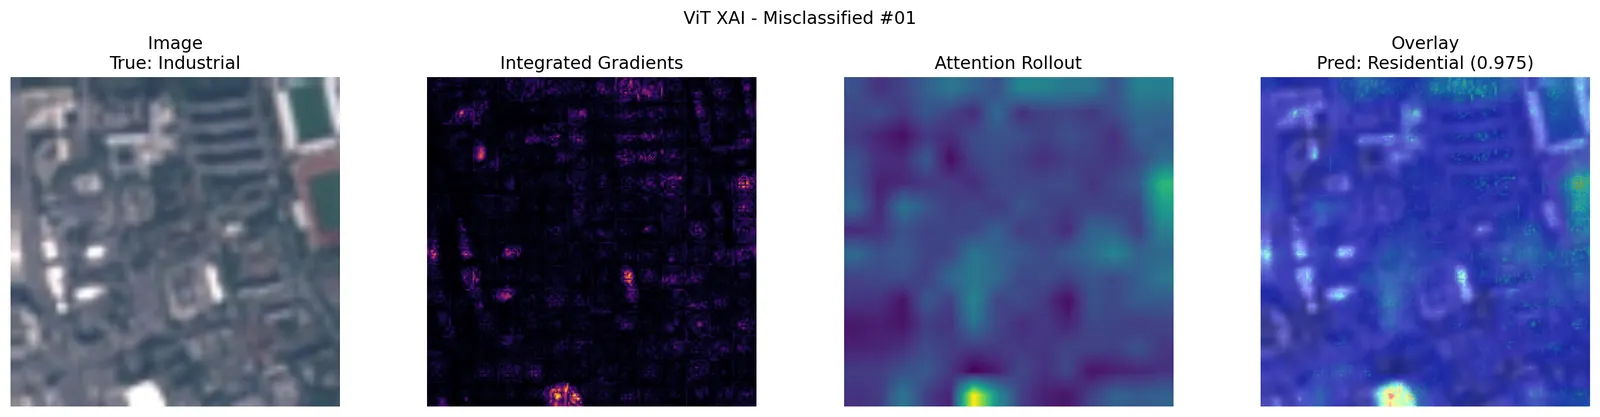 ViT XAI - Misclassified #01
Image
True: Industrial
Integrated Gradients
Attention Rollout
Overlay
Pred: Residential (0.975)